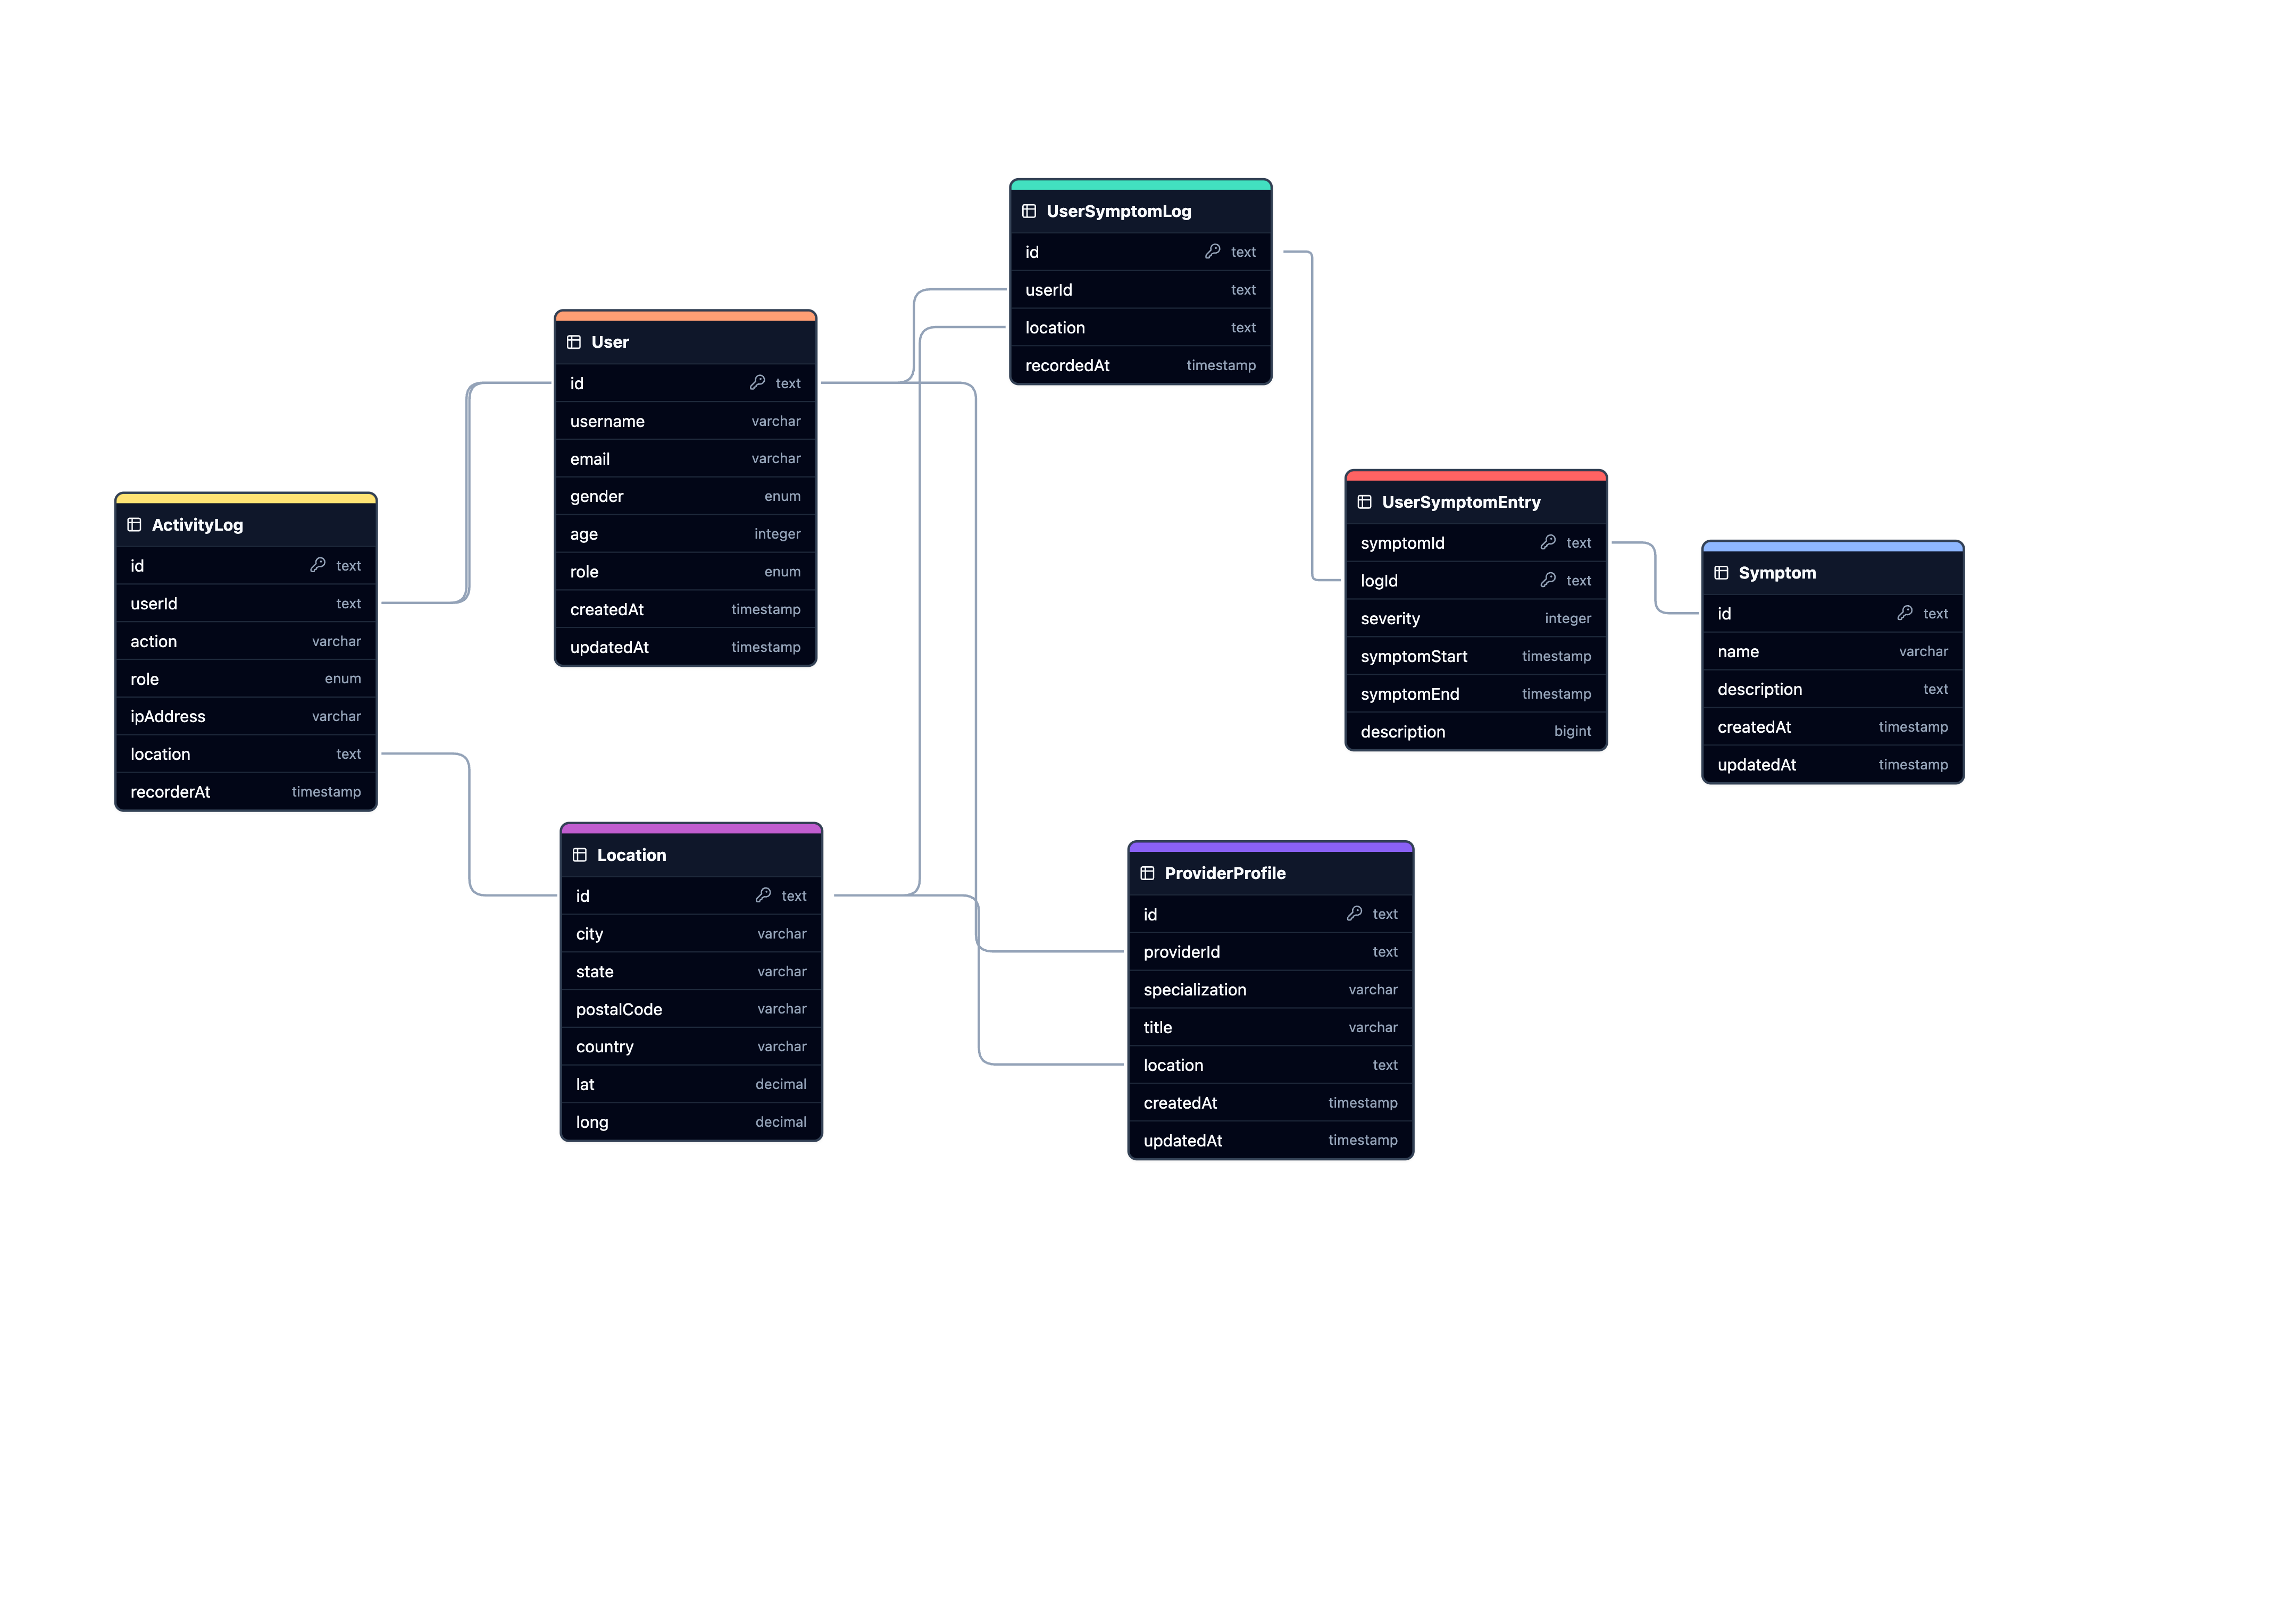 UserSymptomLog
id text
userId text
location text
recordedAt timestamp
User
id text
username varchar
email varchar
gender enum
age integer
role enum
createdAt timestamp
updatedAt timestamp
UserSymptomEntry
symptomId text
logId text
severity integer
symptomStart timestamp
symptomEnd timestamp
description bigint
ActivityLog
id text
userId text
action varchar
role enum
ipAddress varchar
location text
recorderAt timestamp
Symptom
id text
name varchar
description text
createdAt timestamp
updatedAt timestamp
Location
id text
city varchar
state varchar
postalCode varchar
country varchar
lat decimal
long decimal
ProviderProfile
id text
providerId text
specialization varchar
title varchar
location text
createdAt timestamp
updatedAt timestamp